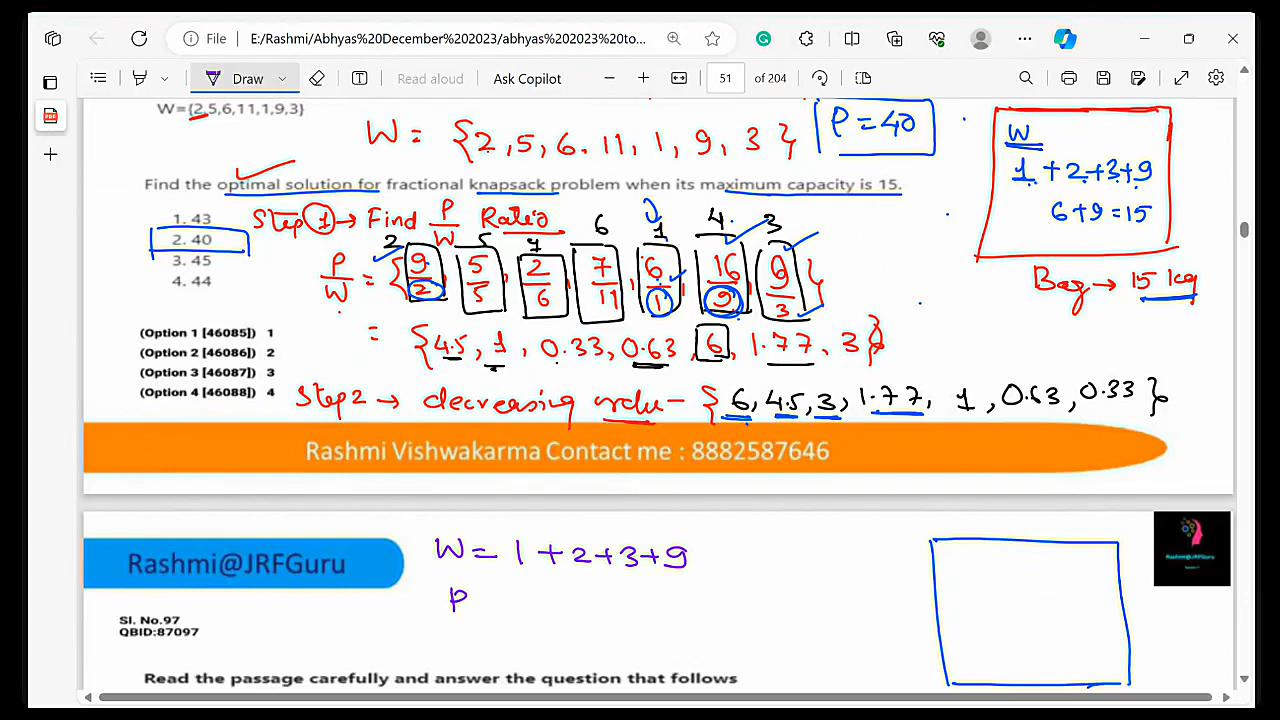 File E:/Rashmi/Abhyas%20December%202023/abhyas%202023%20to...
Draw Read aloud Ask Copilot 51 of 204
W={2,5,6,11,1,9,3}
W = {2,5,6,11,1,9,3}
P=40
W
1+2+3+9
6+9=15
Find the optimal solution for fractional knapsack problem when its maximum capacity is 15.
1. 43
2. 40
3. 45
4. 44
Step 1 → Find P/W Ratio
2 5 7 6 1 4 3
P/W = {9/2, 5/5, 2/6, 7/11, 6/1, 16/9, 9/3}
Bag → 15 kg
= {4.5, 1, 0.33, 0.63, 6, 1.77, 3}
(Option 1 [46085]) 1
(Option 2 [46086]) 2
(Option 3 [46087]) 3
(Option 4 [46088]) 4
Step2 → decreasing {6, 4.5, 3, 1.77, 1, 0.63, 0.33}
Rashmi Vishwakarma Contact me : 8882587646
Rashmi@JRFGuru
W = 1+2+3+9
P
Sl. No.97
QBID:87097
Read the passage carefully and answer the question that follows